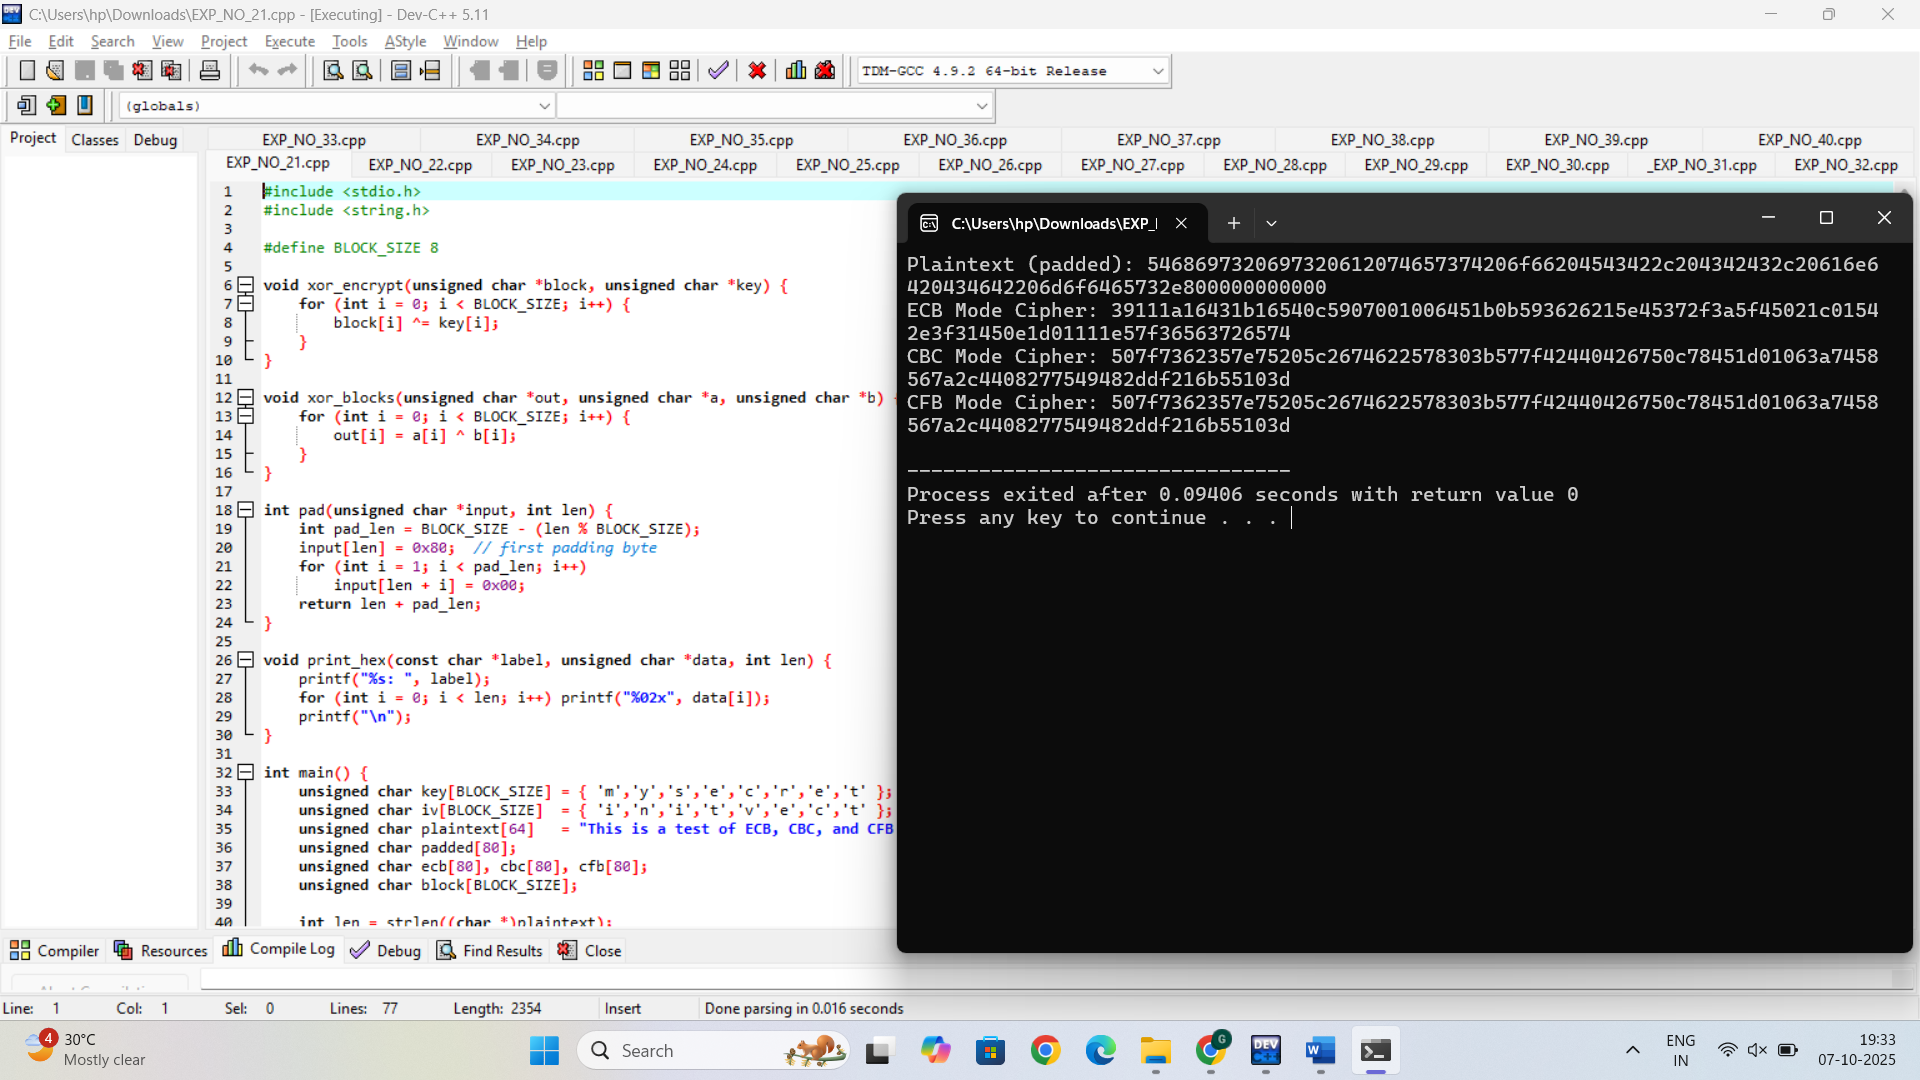 C:\Users\hp\Downloads\EXP_NO_21.cpp - [Executing] - Dev-C++ 5.11
File Edit Search View Project Execute Tools AStyle Window Help
TDM-GCC 4.9.2 64-bit Release
(globals)
Project Classes Debug
EXP_NO_33.cpp EXP_NO_34.cpp EXP_NO_35.cpp EXP_NO_36.cpp EXP_NO_37.cpp EXP_NO_38.cpp EXP_NO_39.cpp EXP_NO_40.cpp
EXP_NO_21.cpp EXP_NO_22.cpp EXP_NO_23.cpp EXP_NO_24.cpp EXP_NO_25.cpp EXP_NO_26.cpp EXP_NO_27.cpp EXP_NO_28.cpp EXP_NO_29.cpp EXP_NO_30.cpp _EXP_NO_31.cpp EXP_NO_32.cpp
1 #include <stdio.h>
2 #include <string.h>
3
4 #define BLOCK_SIZE 8
5
6 void xor_encrypt(unsigned char *block, unsigned char *key) {
7 for (int i = 0; i < BLOCK_SIZE; i++) {
8 block[i] ^= key[i];
9 }
10 }
11
12 void xor_blocks(unsigned char *out, unsigned char *a, unsigned char *b)
13 for (int i = 0; i < BLOCK_SIZE; i++) {
14 out[i] = a[i] ^ b[i];
15 }
16 }
17
18 int pad(unsigned char *input, int len) {
19 int pad_len = BLOCK_SIZE - (len % BLOCK_SIZE);
20 input[len] = 0x80; // first padding byte
21 for (int i = 1; i < pad_len; i++)
22 input[len + i] = 0x00;
23 return len + pad_len;
24 }
25
26 void print_hex(const char *label, unsigned char *data, int len) {
27 printf("%s: ", label);
28 for (int i = 0; i < len; i++) printf("%02x", data[i]);
29 printf("\n");
30 }
31
32 int main() {
33 unsigned char key[BLOCK_SIZE] = { 'm','y','s','e','c','r','e','t' };
34 unsigned char iv[BLOCK_SIZE] = { 'i','n','i','t','v','e','c','t' };
35 unsigned char plaintext[64] = "This is a test of ECB, CBC, and CFB
36 unsigned char padded[80];
37 unsigned char ecb[80], cbc[80], cfb[80];
38 unsigned char block[BLOCK_SIZE];
39
40 int len = strlen((char *)plaintext);
C:\Users\hp\Downloads\EXP_
Plaintext (padded): 546869732069732061207465737420 6f66204543422c204342432c20616e6
420434642206d6f6465732e800000000000
ECB Mode Cipher: 39111a16431b16540c5907001006451b0b593626215e45372f3a5f45021c0154
2e3f31450e1d01111e57f36563726574
CBC Mode Cipher: 507f7362357e75205c2674622578303b577f42440426750c78451d01063a7458
567a2c4408277549482ddf216b55103d
CFB Mode Cipher: 507f7362357e75205c2674622578303b577f42440426750c78451d01063a7458
567a2c4408277549482ddf216b55103d
--------------------------------
Process exited after 0.09406 seconds with return value 0
Press any key to continue . . .
Compiler Resources Compile Log Debug Find Results Close
Line: 1 Col: 1 Sel: 0 Lines: 77 Length: 2354 Insert Done parsing in 0.016 seconds
4
30°C
Mostly clear
Search
G
DEV
W
ENG
IN
19:33
07-10-2025